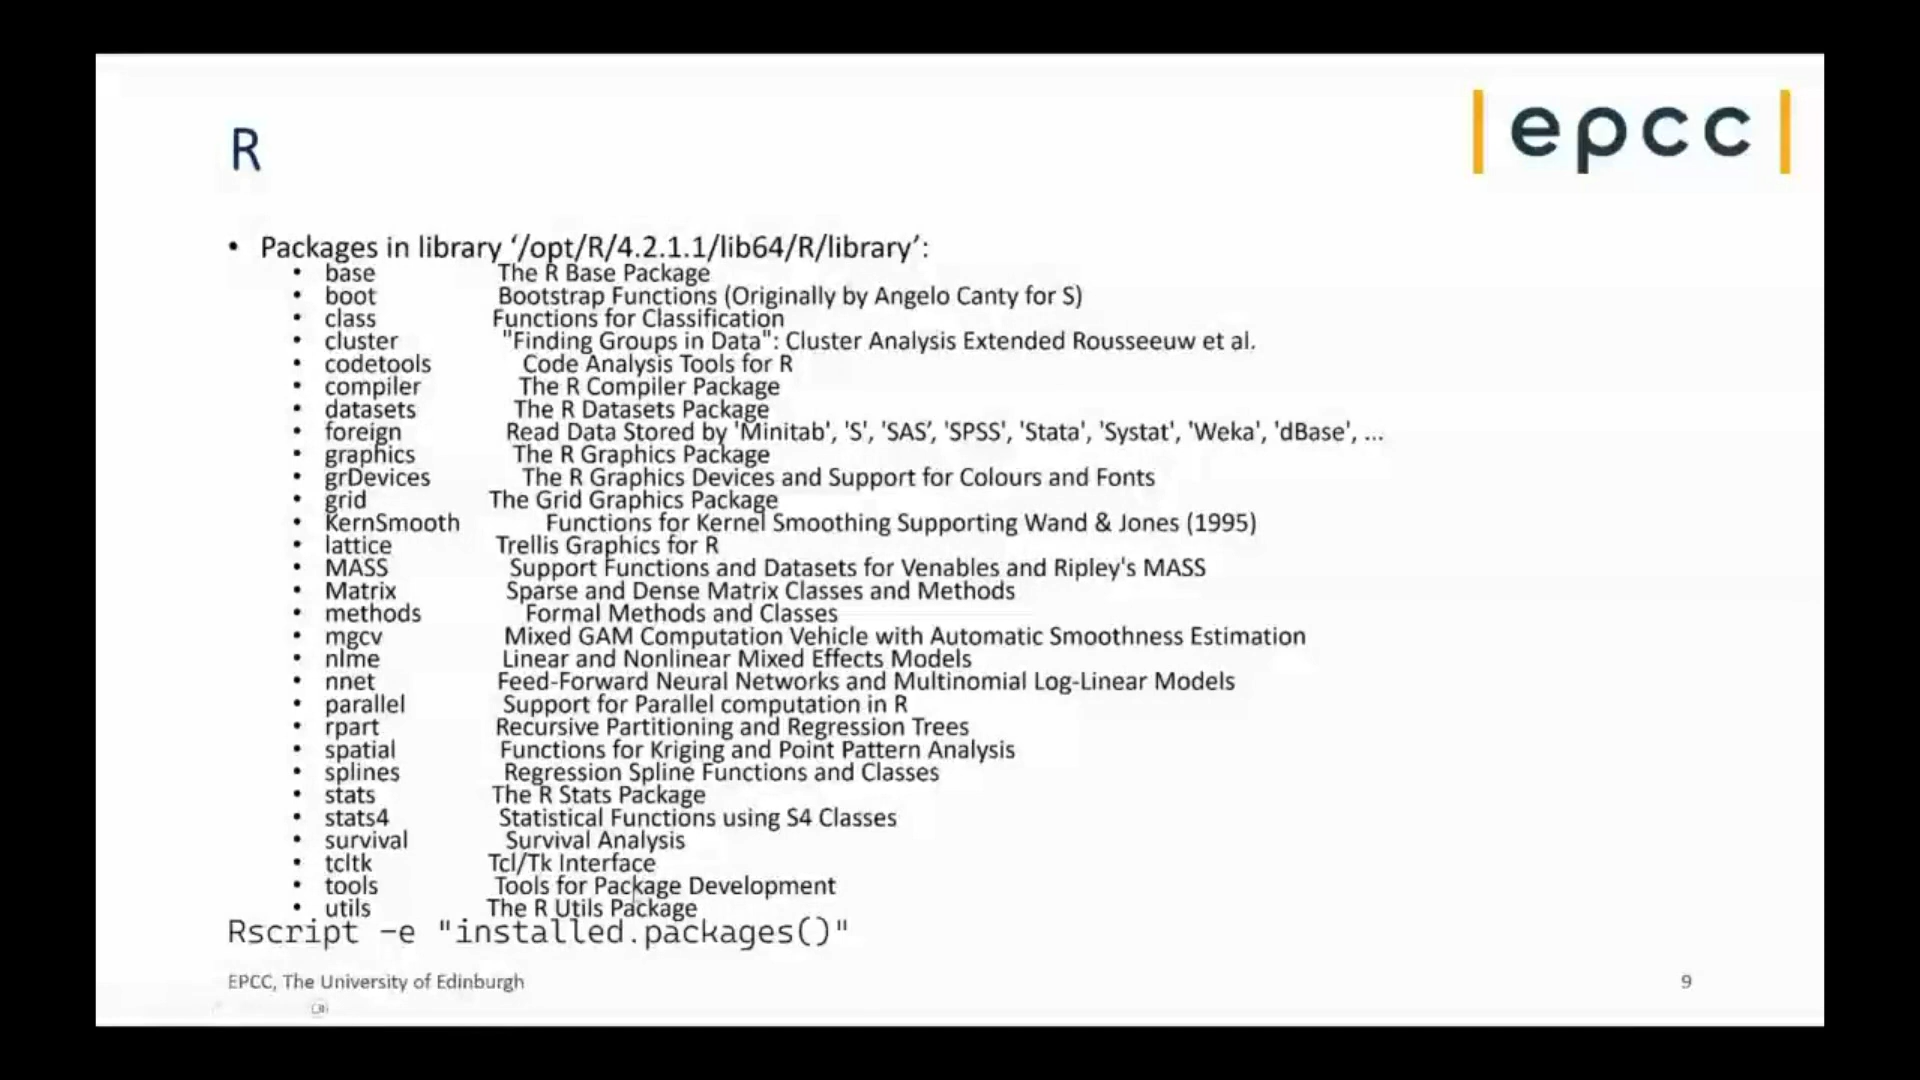 epcc
R
• Packages in library ‘/opt/R/4.2.1.1/lib64/R/library’:
• base The R Base Package
• boot Bootstrap Functions (Originally by Angelo Canty for S)
• class Functions for Classification
• cluster "Finding Groups in Data": Cluster Analysis Extended Rousseeuw et al.
• codetools Code Analysis Tools for R
• compiler The R Compiler Package
• datasets The R Datasets Package
• foreign Read Data Stored by 'Minitab', 'S', 'SAS’, 'SPSS', 'Stata', 'Systat', 'Weka', 'dBase', ...
• graphics The R Graphics Package
• grDevices The R Graphics Devices and Support for Colours and Fonts
• grid The Grid Graphics Package
• KernSmooth Functions for Kernel Smoothing Supporting Wand & Jones (1995)
• lattice Trellis Graphics for R
• MASS Support Functions and Datasets for Venables and Ripley's MASS
• Matrix Sparse and Dense Matrix Classes and Methods
• methods Formal Methods and Classes
• mgcv Mixed GAM Computation Vehicle with Automatic Smoothness Estimation
• nlme Linear and Nonlinear Mixed Effects Models
• nnet Feed-Forward Neural Networks and Multinomial Log-Linear Models
• parallel Support for Parallel computation in R
• rpart Recursive Partitioning and Regression Trees
• spatial Functions for Kriging and Point Pattern Analysis
• splines Regression Spline Functions and Classes
• stats The R Stats Package
• stats4 Statistical Functions using S4 Classes
• survival Survival Analysis
• tcltk Tcl/Tk Interface
• tools Tools for Package Development
• utils The R Utils Package
Rscript –e "installed.packages()"
EPCC, The University of Edinburgh 9